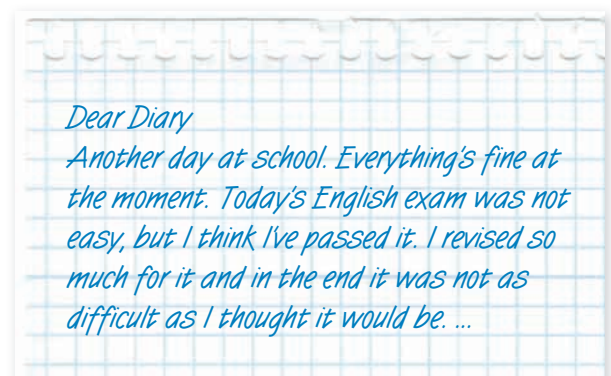 Dear Diary
Another day at school. Everything's fine at
the moment. Today's English exam was not
easy, but I think I've passed it. I revised so
much for it and in the end it was not as
difficult as I thought it would be. ...